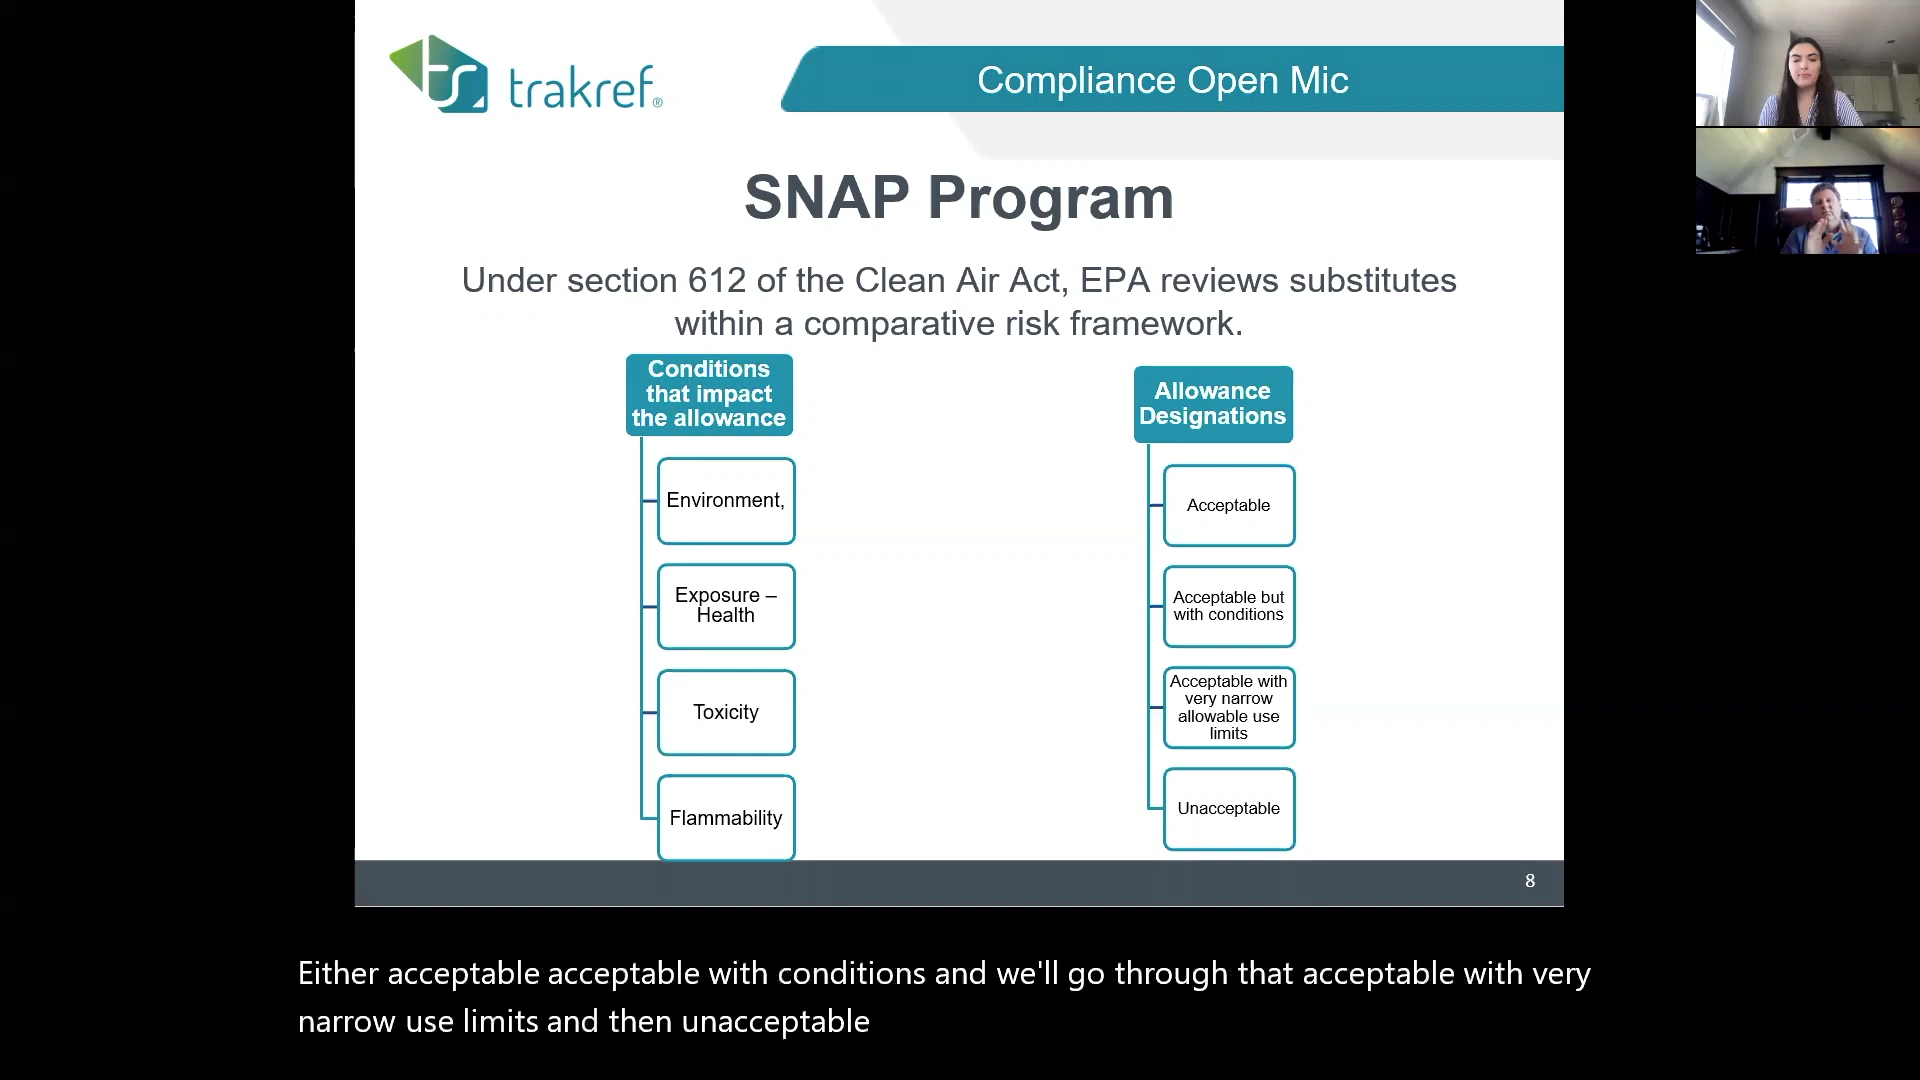 trakref®
Compliance Open Mic
SNAP Program
Under section 612 of the Clean Air Act, EPA reviews substitutes
within a comparative risk framework.
Conditions
that impact
the allowance
Environment,
Exposure –
Health
Toxicity
Flammability
Allowance
Designations
Acceptable
Acceptable but
with conditions
Acceptable with
very narrow
allowable use
limits
Unacceptable
8
Either acceptable acceptable with conditions and we'll go through that acceptable with very
narrow use limits and then unacceptable